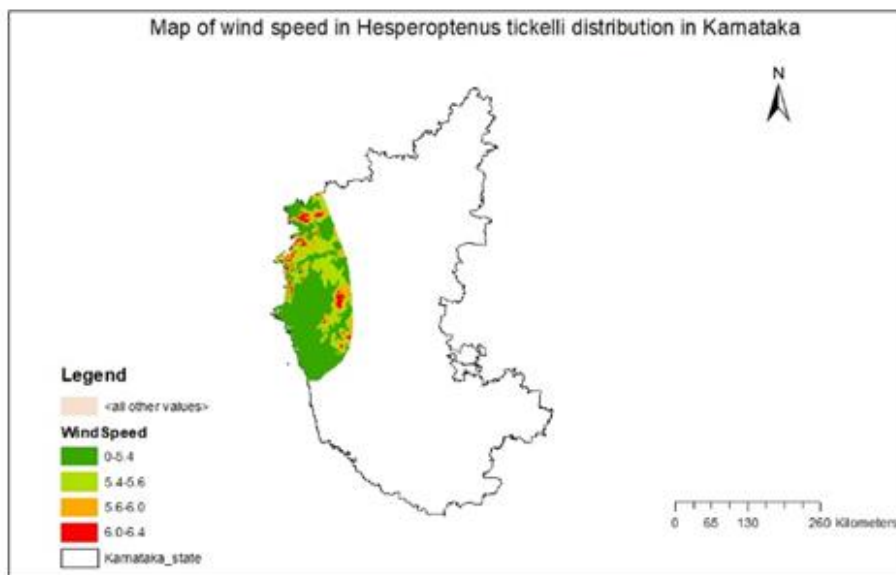 Map of wind speed in Hesperoptenus tickelli distribution in Karnataka
N
Legend
<all other values>
WindSpeed
0-5.4
5.4-5.6
5.6-6.0
6.0-6.4
Karnataka_state
0 65 130 260 Kilometers